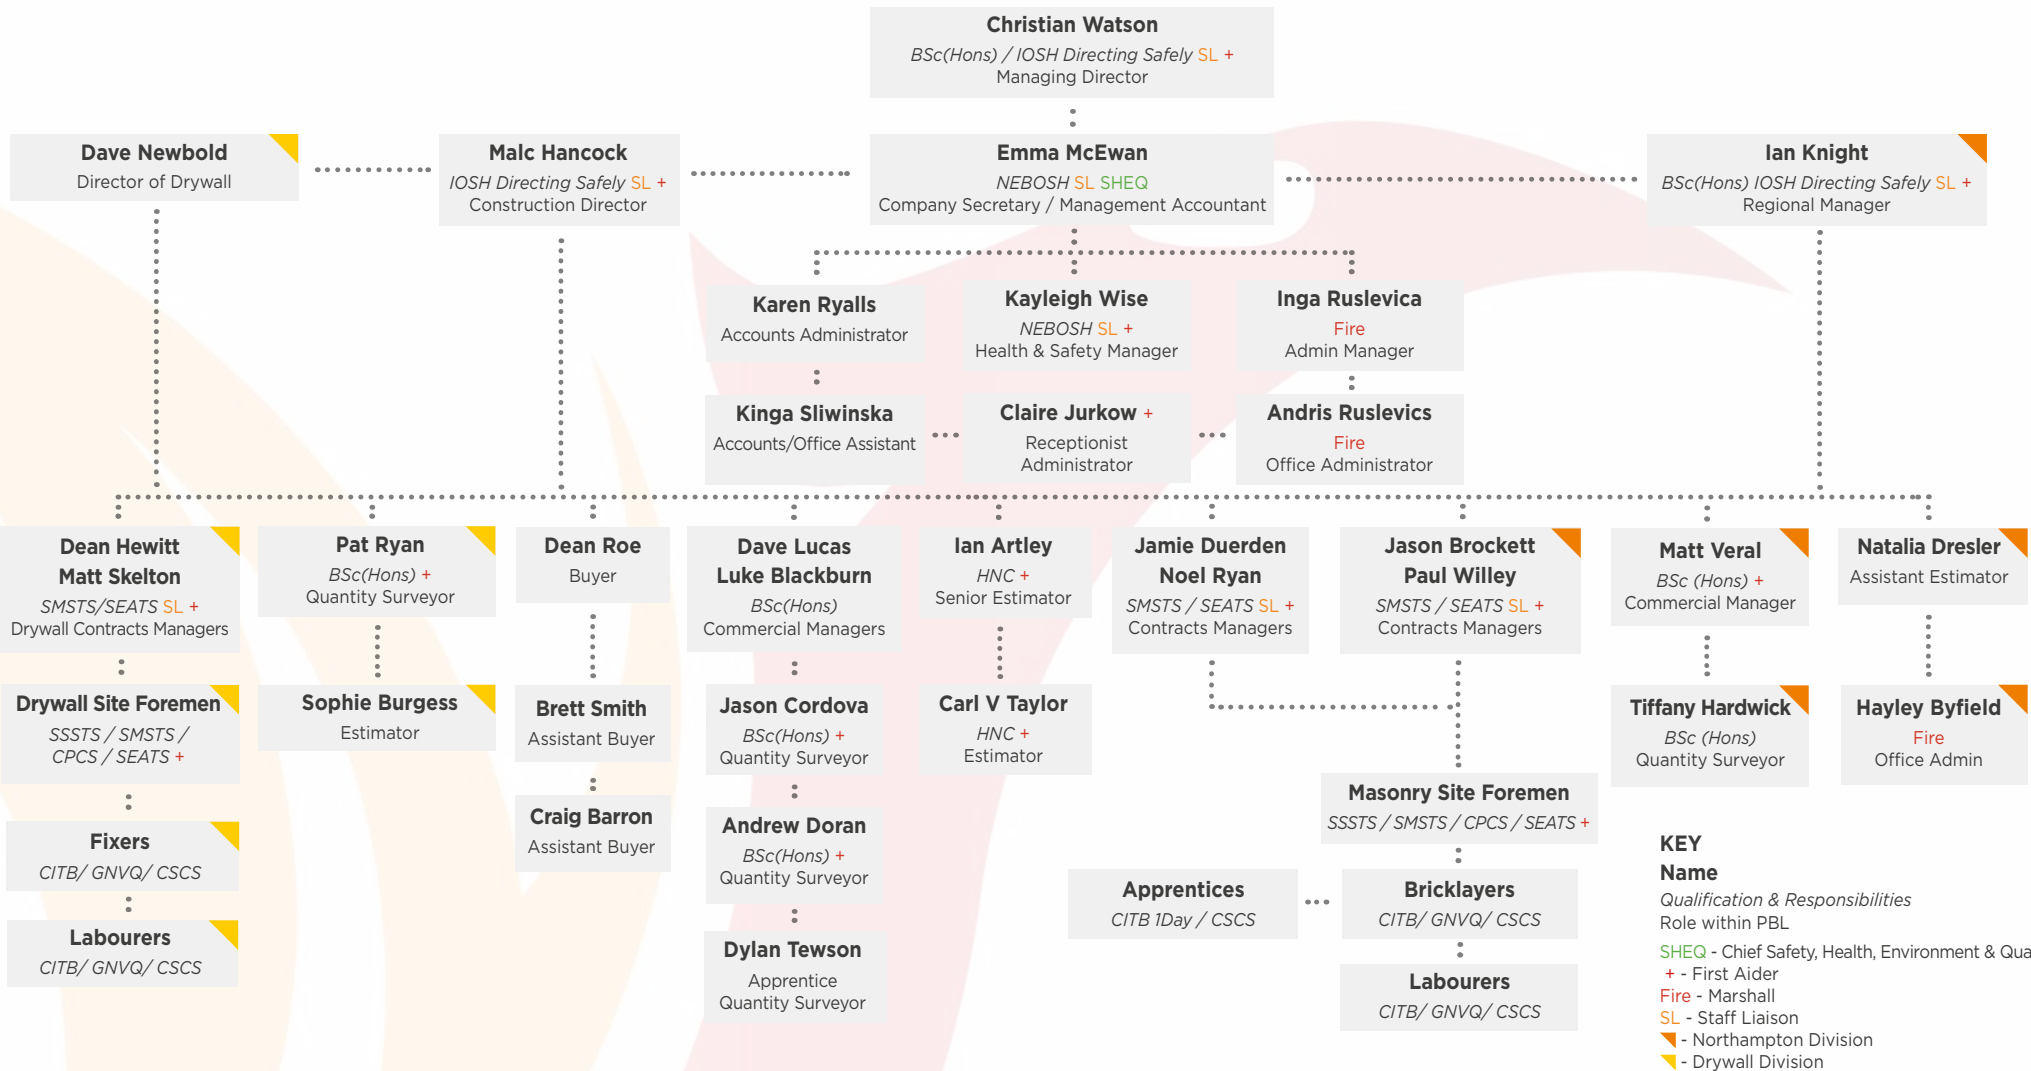 Christian Watson
BSc(Hons) / IOSH Directing Safely SL +
Managing Director
Dave Newbold
Director of Drywall
Malc Hancock
IOSH Directing Safely SL +
Construction Director
Emma McEwan
NEBOSH SL SHEQ
Company Secretary / Management Accountant
Ian Knight
BSc(Hons) IOSH Directing Safely SL +
Regional Manager
Karen Ryalls
Accounts Administrator
Kayleigh Wise
NEBOSH SL +
Health & Safety Manager
Inga Ruslevica
Fire
Admin Manager
Kinga Sliwinska
Accounts/Office Assistant
Claire Jurkow +
Receptionist
Administrator
Andris Ruslevics
Fire
Office Administrator
Dean Hewitt
Matt Skelton
SMSTS/SEATS SL +
Drywall Contracts Managers
Pat Ryan
BSc(Hons) +
Quantity Surveyor
Dean Roe
Buyer
Dave Lucas
Luke Blackburn
BSc(Hons)
Commercial Managers
Ian Artley
HNC +
Senior Estimator
Jamie Duerden
Noel Ryan
SMSTS / SEATS SL +
Contracts Managers
Jason Brockett
Paul Willey
SMSTS / SEATS SL +
Contracts Managers
Matt Veral
BSc (Hons) +
Commercial Manager
Natalia Dresler
Assistant Estimator
Drywall Site Foremen
SSSTS / SMSTS /
CPCS / SEATS +
Sophie Burgess
Estimator
Brett Smith
Assistant Buyer
Jason Cordova
BSc(Hons) +
Quantity Surveyor
Carl V Taylor
HNC +
Estimator
Tiffany Hardwick
BSc (Hons)
Quantity Surveyor
Hayley Byfield
Fire
Office Admin
Masonry Site Foremen
SSSTS / SMSTS / CPCS / SEATS +
Craig Barron
Assistant Buyer
Andrew Doran
BSc(Hons) +
Quantity Surveyor
Fixers
CITB/ GNVQ/ CSCS
Apprentices
CITB 1Day / CSCS
Bricklayers
CITB/ GNVQ/ CSCS
Labourers
CITB/ GNVQ/ CSCS
Dylan Tewson
Apprentice
Quantity Surveyor
Labourers
CITB/ GNVQ/ CSCS
KEY
Name
Qualification & Responsibilities
Role within PBL
SHEQ - Chief Safety, Health, Environment & Qua
+ - First Aider
Fire - Marshall
SL - Staff Liaison
- Northampton Division
- Drywall Division